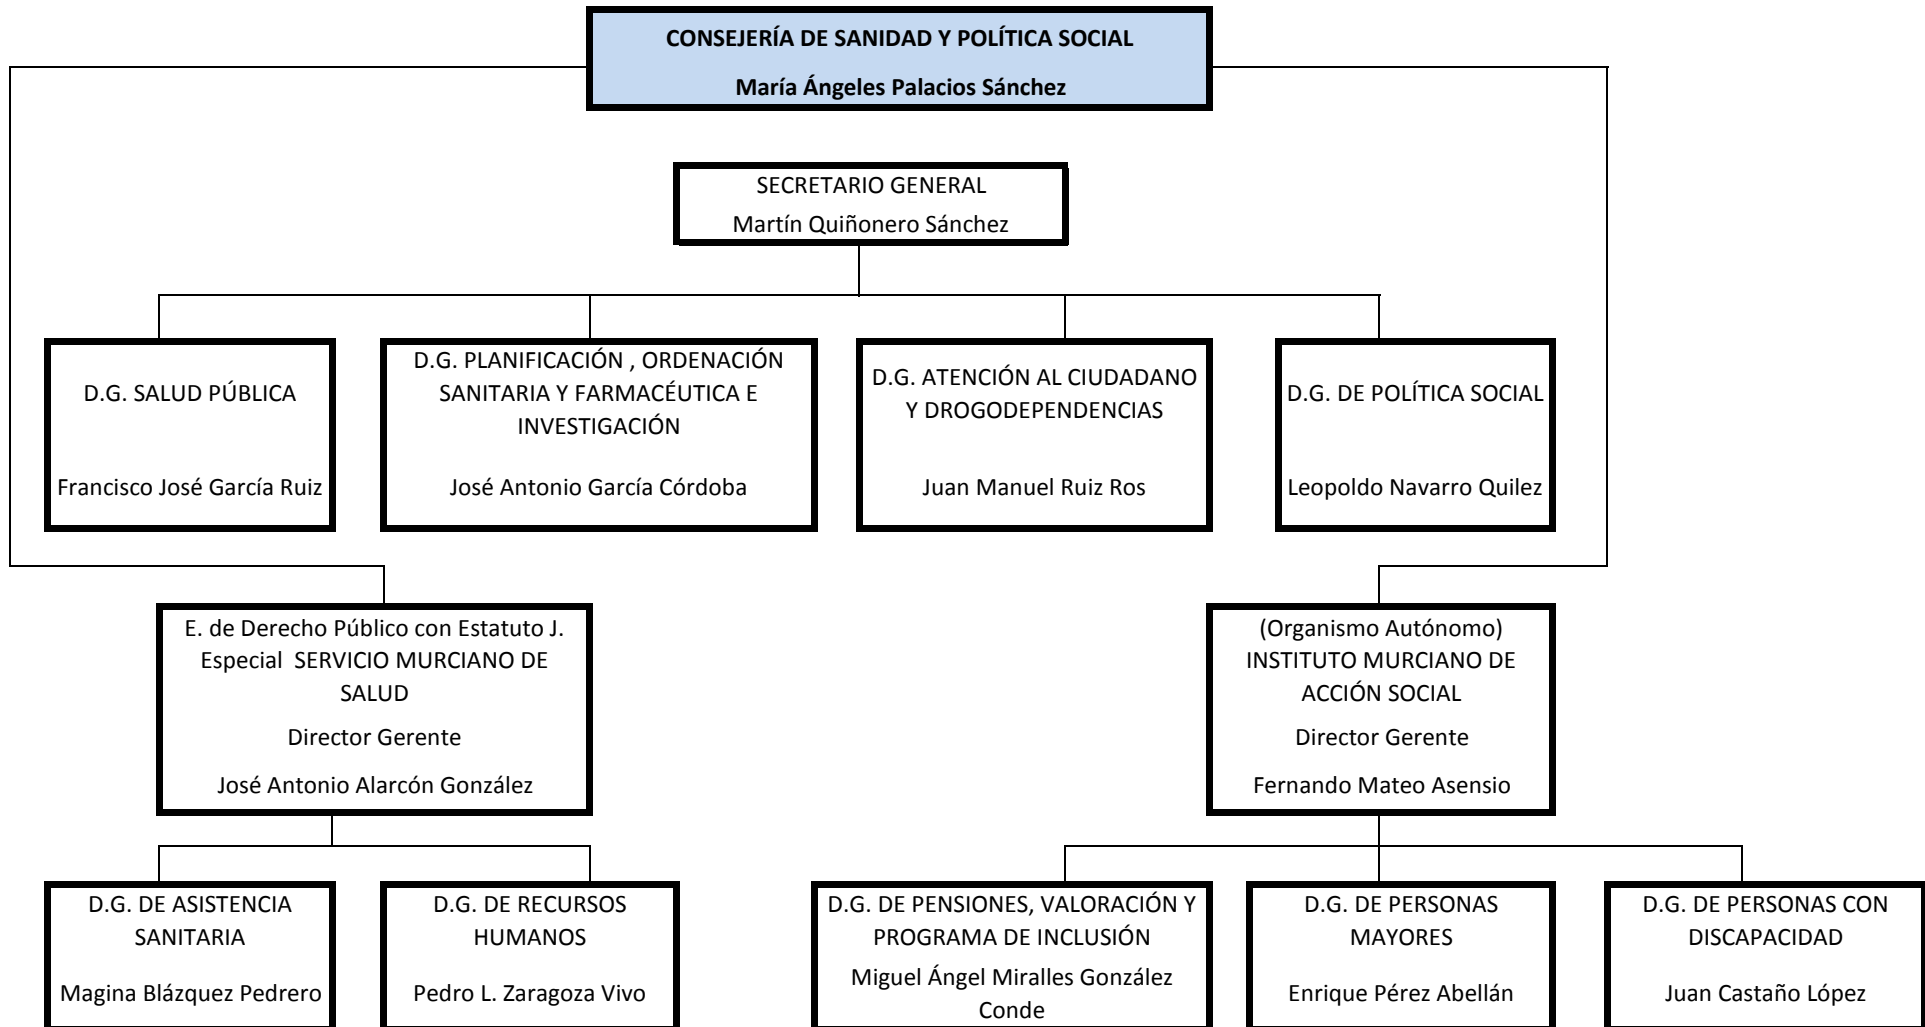 CONSEJERÍA DE SANIDAD Y POLÍTICA SOCIAL
María Ángeles Palacios Sánchez
SECRETARIO GENERAL
Martín Quiñonero Sánchez
D.G. SALUD PÚBLICA
Francisco José García Ruiz
D.G. PLANIFICACIÓN , ORDENACIÓN
SANITARIA Y FARMACÉUTICA E
INVESTIGACIÓN
José Antonio García Córdoba
D.G. ATENCIÓN AL CIUDADANO
Y DROGODEPENDENCIAS
Juan Manuel Ruiz Ros
D.G. DE POLÍTICA SOCIAL
Leopoldo Navarro Quilez
E. de Derecho Público con Estatuto J.
Especial SERVICIO MURCIANO DE
SALUD
Director Gerente
José Antonio Alarcón González
(Organismo Autónomo)
INSTITUTO MURCIANO DE
ACCIÓN SOCIAL
Director Gerente
Fernando Mateo Asensio
D.G. DE ASISTENCIA
SANITARIA
Magina Blázquez Pedrero
D.G. DE RECURSOS
HUMANOS
Pedro L. Zaragoza Vivo
D.G. DE PENSIONES, VALORACIÓN Y
PROGRAMA DE INCLUSIÓN
Miguel Ángel Miralles González
Conde
D.G. DE PERSONAS
MAYORES
Enrique Pérez Abellán
D.G. DE PERSONAS CON
DISCAPACIDAD
Juan Castaño López